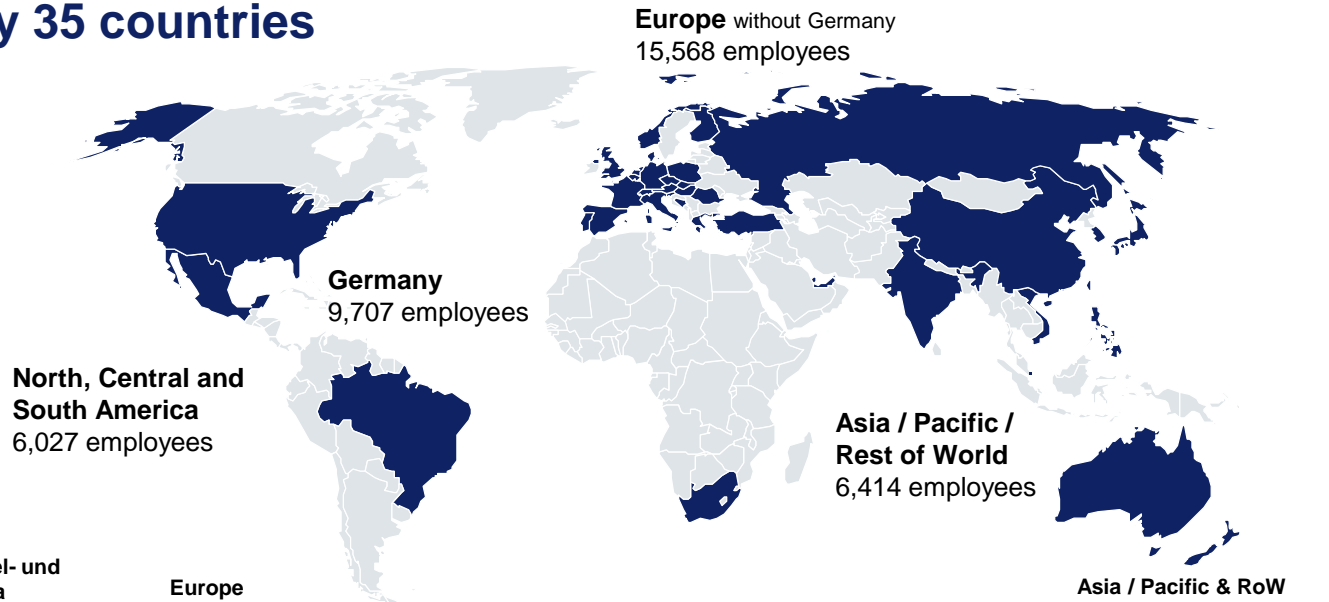 y 35 countries
Europe without Germany
15,568 employees
Germany
9,707 employees
North, Central and
South America
6,027 employees
Asia / Pacific /
Rest of World
6,414 employees
el- und
a
Europe
Asia / Pacific & RoW